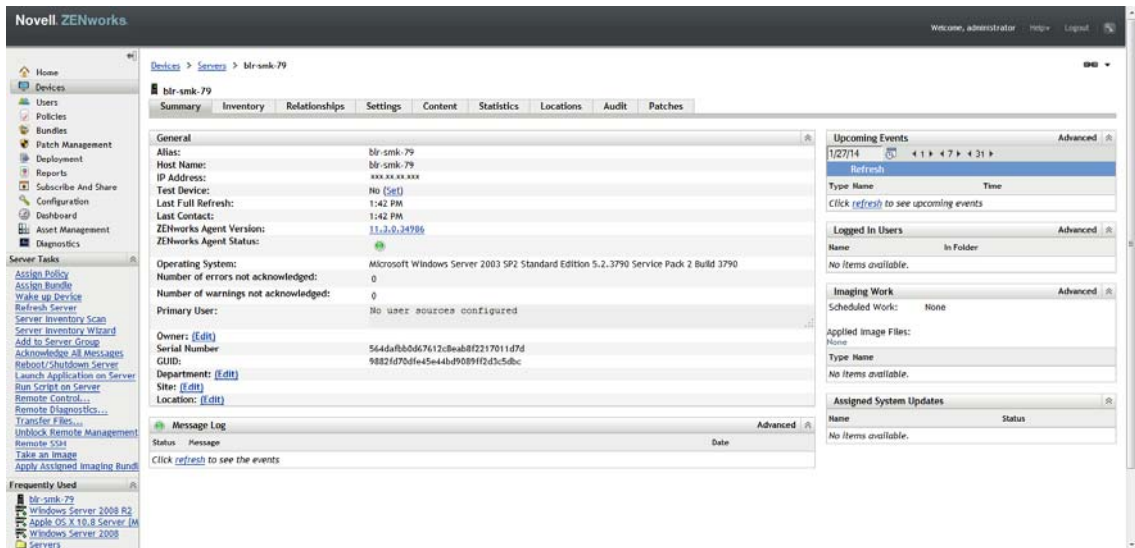 Novell. ZENworks.
Welcome, administrator Help Logout
Home
Devices
Users
Policies
Bundles
Patch Management
Deployment
Reports
Subscribe And Share
Configuration
Dashboard
Asset Management
Diagnostics
Server Tasks
Assign Policy
Assign Bundle
Wake up Device
Refresh Server
Server Inventory Scan
Server Inventory Wizard
Add to Server Group
Acknowledge All Messages
Reboot/Shutdown Server
Launch Application on Server
Run Script on Server
Remote Control...
Remote Diagnostics...
Transfer Files...
Unblock Remote Management
Remote SSH
Take an Image
Apply Assigned Imaging Bundl
Frequently Used
blr-smk-79
Windows Server 2008 R2
Apple OS X 10.8 Server (M
Windows Server 2008
Servers
Devices > Servers > blr-smk-79
blr-smk-79
Summary Inventory Relationships Settings Content Statistics Locations Audit Patches
General
Alias: blr-smk-79
Host Name: blr-smk-79
IP Address: xxx.xx.xx.xxx
Test Device: No (Set)
Last Full Refresh: 1:42 PM
Last Contact: 1:42 PM
ZENworks Agent Version: 11.3.0.34986
ZENworks Agent Status:
Operating System: Microsoft Windows Server 2003 SP2 Standard Edition 5.2.3790 Service Pack 2 Build 3790
Number of errors not acknowledged: 0
Number of warnings not acknowledged: 0
Primary User: No user sources configured
Owner: (Edit)
Serial Number 564dafbb0d67612c8eab8f2217011d7d
GUID: 9882fd70dfe45e44bd9089ff2d3c5dbc
Department: (Edit)
Site: (Edit)
Location: (Edit)
Message Log Advanced
Status Message Date
Click refresh to see the events
Upcoming Events Advanced
1/27/14 1 7 31
Refresh
Type Name Time
Click refresh to see upcoming events
Logged In Users Advanced
Name In Folder
No items available.
Imaging Work Advanced
Scheduled Work: None
Applied Image Files:
None
Type Name
No items available.
Assigned System Updates
Name Status
No items available.